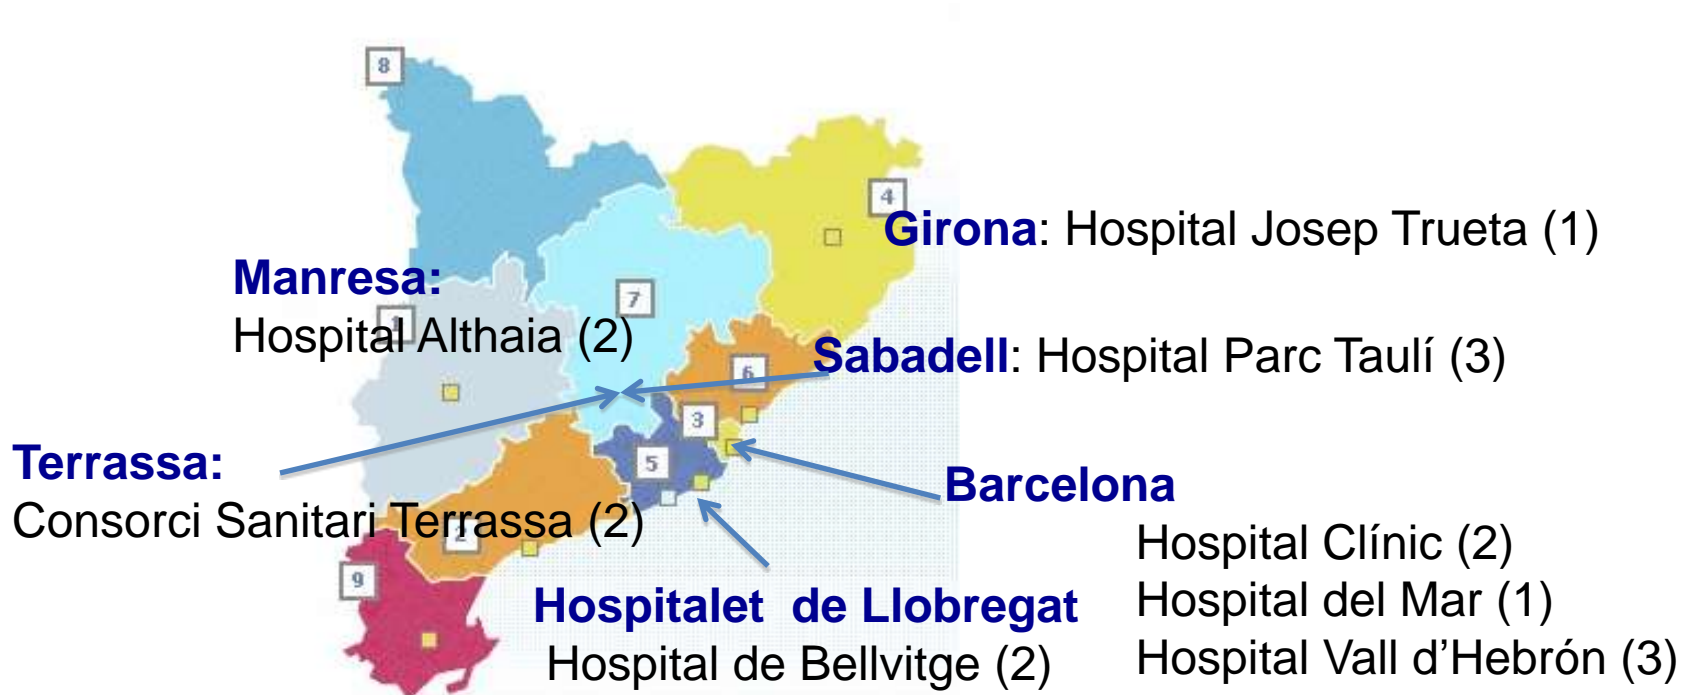 8
4
Girona: Hospital Josep Trueta (1)
Manresa:
7
1
Hospital Althaia (2)
Sabadell: Hospital Parc Taulí (3)
6
3
Terrassa:
5
Barcelona
Consorci Sanitari Terrassa (2)
2
Hospital Clínic (2)
9
Hospitalet  de Llobregat
Hospital del Mar (1)
Hospital de Bellvitge (2)
Hospital Vall d’Hebrón (3)